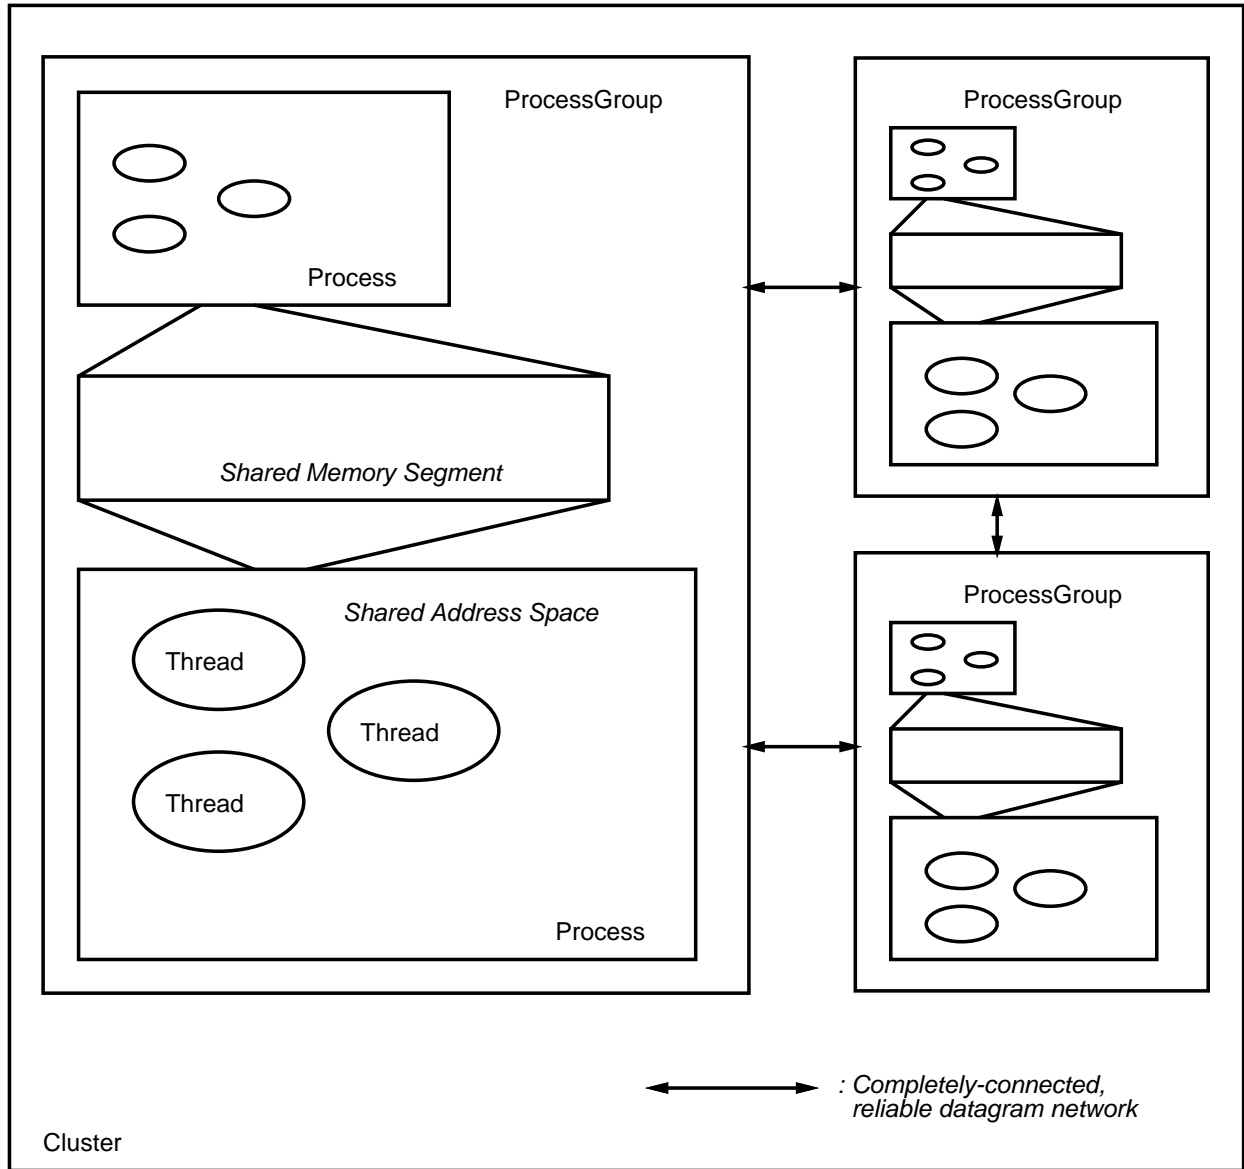 ProcessGroup
Process
Shared Memory Segment
Shared Address Space
Thread
Thread
Thread
Process
ProcessGroup
ProcessGroup
: Completely-connected,
reliable datagram network
Cluster